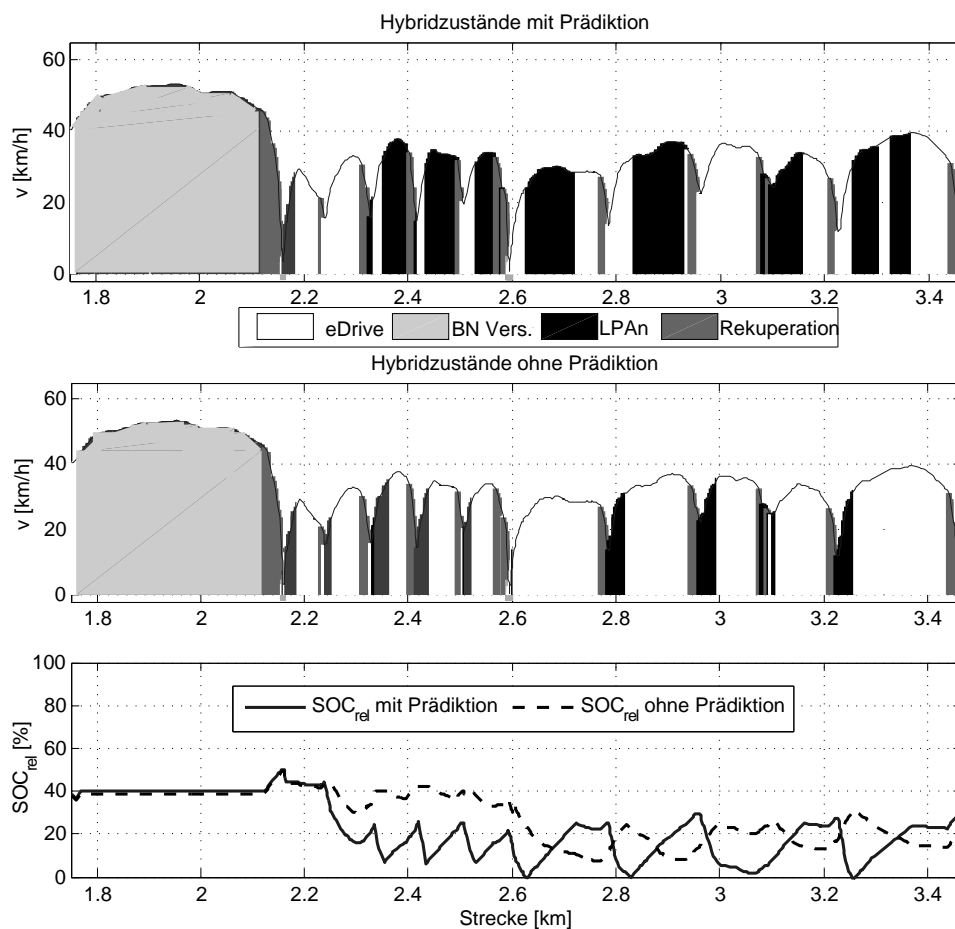 Hybridzustände mit Prädiktion
60
40
20
0
v [km/h]
1.8 2 2.2 2.4 2.6 2.8 3 3.2 3.4
eDrive BN Vers. LPAn Rekuperation
Hybridzustände ohne Prädiktion
60
40
20
0
v [km/h]
1.8 2 2.2 2.4 2.6 2.8 3 3.2 3.4
100
80
60
40
20
0
SOCrel [%]
SOCrel mit Prädiktion SOCrel ohne Prädiktion
1.8 2 2.2 2.4 2.6 2.8 3 3.2 3.4
Strecke [km]